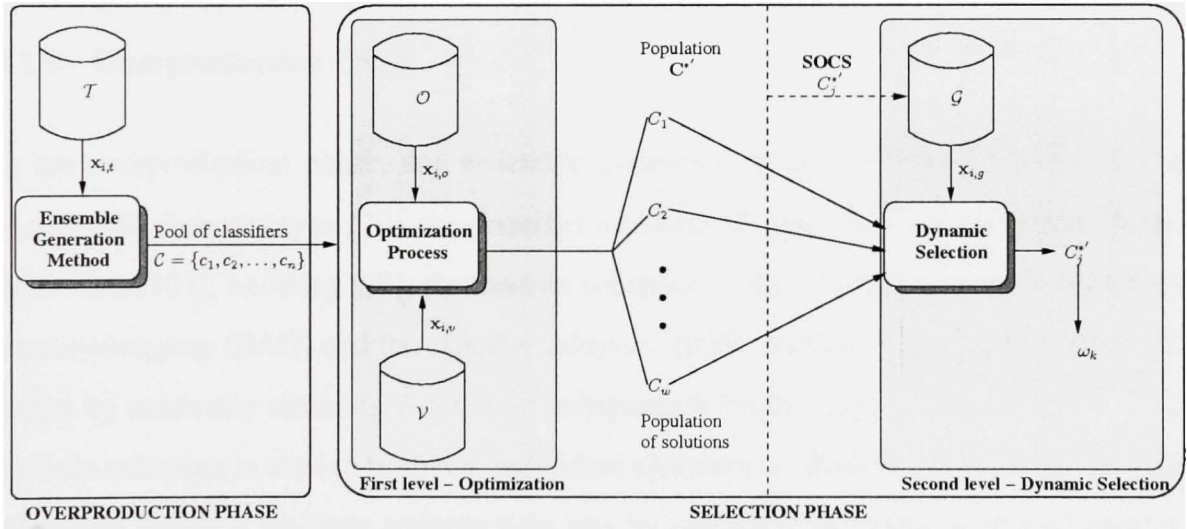 𝒯
x_{i,t}
Ensemble
Generation
Method
Pool of classifiers
𝒞 = {c_1, c_2, . . . , c_n}
OVERPRODUCTION PHASE
𝒪
x_{i,o}
Optimization
Process
x_{i,v}
𝒱
First level – Optimization
Population
C*′
C_1
C_2
C_w
Population
of solutions
SOCS
C_j*′
𝒢
x_{i,g}
Dynamic
Selection
C_j*′
ω_k
Second level – Dynamic Selection
SELECTION PHASE